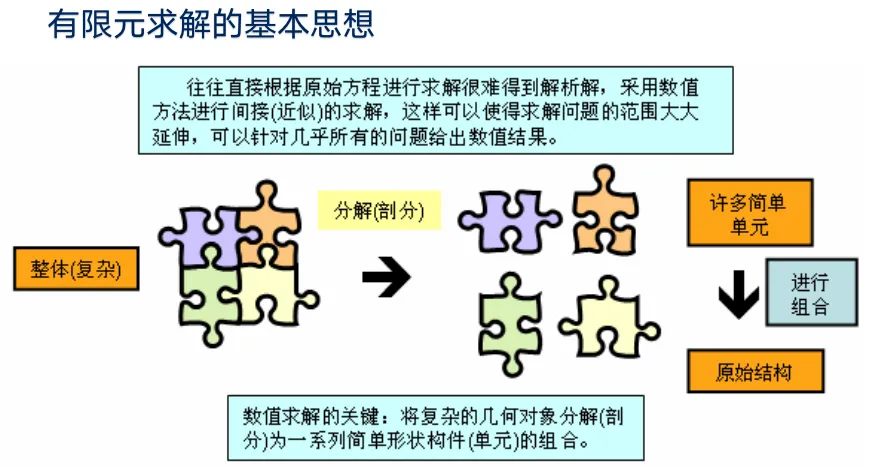 有限元求解的基本思想
往往直接根据原始方程进行求解很难得到解析解，采用数值
方法进行间接(近似)的求解，这样可以使得求解问题的范围大大
延伸，可以针对几乎所有的问题给出数值结果。
整体(复杂)
分解(剖分)
许多简单
单元
进行
组合
原始结构
数值求解的关键：将复杂的几何对象分解(剖
分)为一系列简单形状构件(单元)的组合。